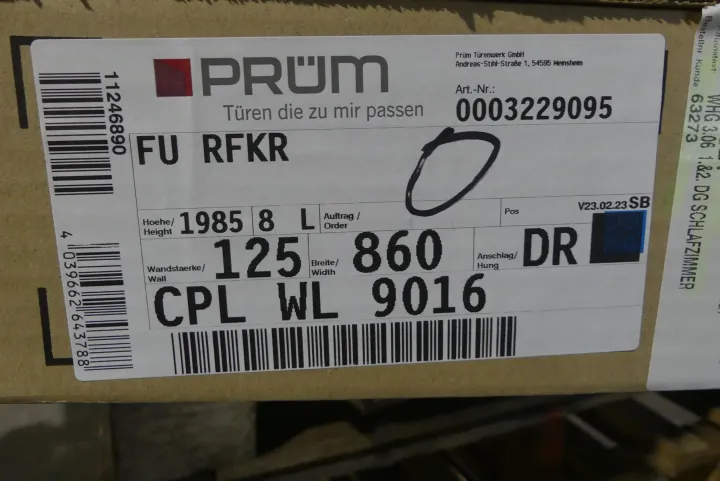 PRÜM
Türen die zu mir passen
Prüm Türenwerk GmbH
Andreas-Stihl-Straße 1, 54595 Weinsheim
Art.-Nr.:
0003229095
FU RFKR
Hoehe/
Height
1985
8 L
Auftrag /
Order
Pos
V23.02.23 SB
Wandstaerke/
Wall
125
Breite/
Width
860
Anschlag/
Hung
DR
CPL WL 9016
11246890
4 039662 643788
WHG 3.06 1.&2. DG SCHLAFZIMMER
Kunde
63273